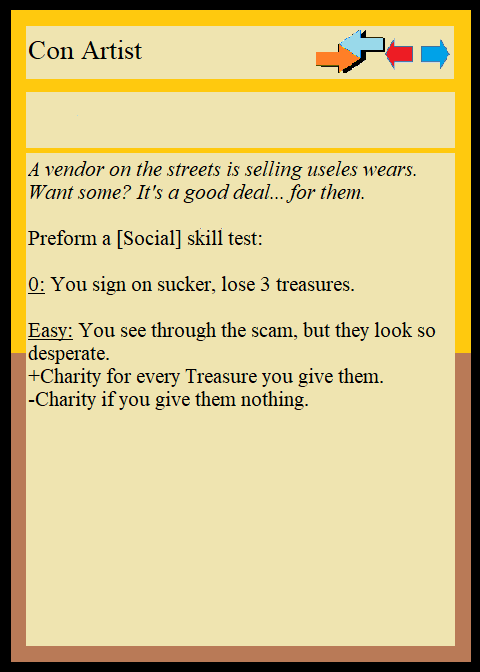 Con Artist
A vendor on the streets is selling useles wears.
Want some? It's a good deal... for them.
Preform a [Social] skill test:
0: You sign on sucker, lose 3 treasures.
Easy: You see through the scam, but they look so
desperate.
+Charity for every Treasure you give them.
-Charity if you give them nothing.